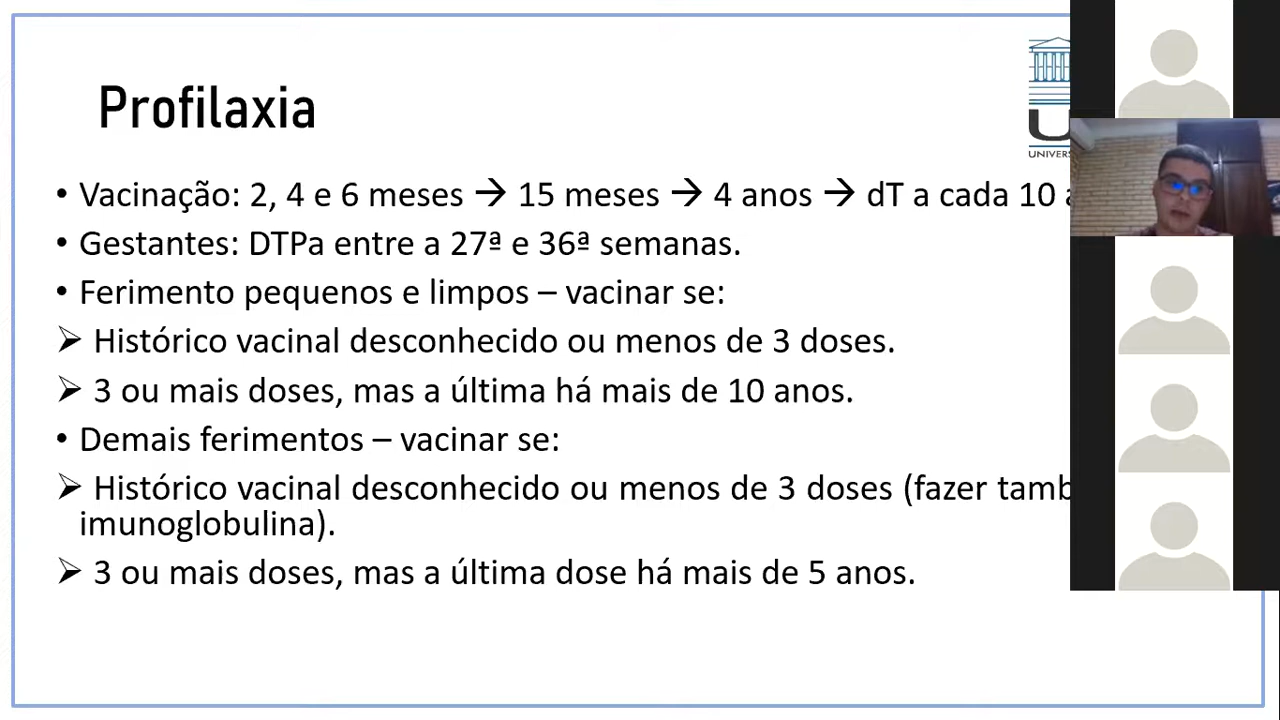 Profilaxia
UNIVERS
• Vacinação: 2, 4 e 6 meses → 15 meses → 4 anos → dT a cada 10
• Gestantes: DTPa entre a 27ª e 36ª semanas.
• Ferimento pequenos e limpos – vacinar se:
➢ Histórico vacinal desconhecido ou menos de 3 doses.
➢ 3 ou mais doses, mas a última há mais de 10 anos.
• Demais ferimentos – vacinar se:
➢ Histórico vacinal desconhecido ou menos de 3 doses (fazer tamb
imunoglobulina).
➢ 3 ou mais doses, mas a última dose há mais de 5 anos.